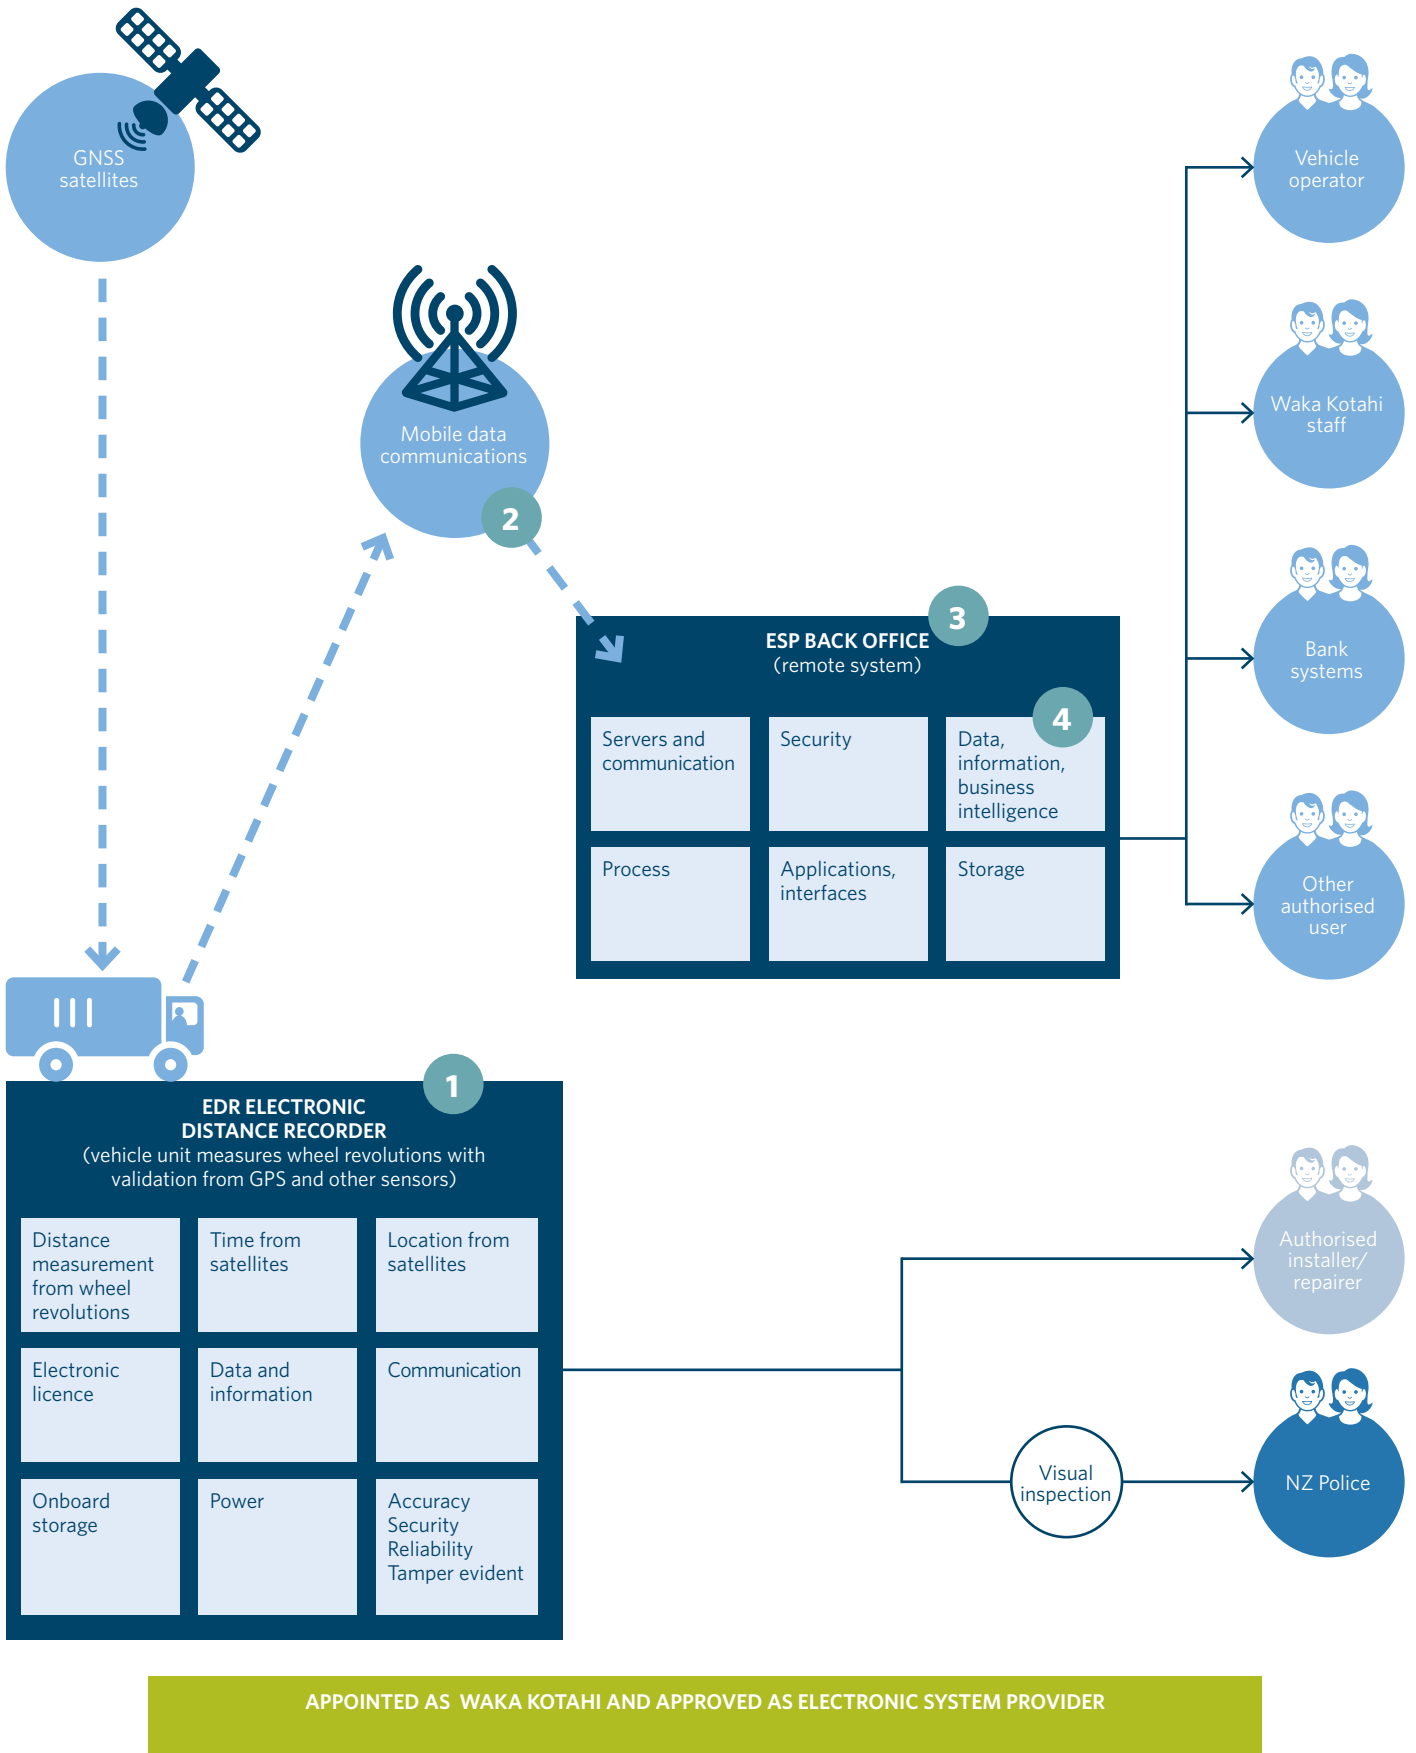 GNSS
satellites
Vehicle
operator
Mobile data
communications
2
Waka Kotahi
staff
3
ESP BACK OFFICE
(remote system)
Bank
systems
4
Servers and
communication
Security
Data,
information,
business
intelligence
Process
Applications,
interfaces
Storage
Other
authorised
user
1
EDR ELECTRONIC
DISTANCE RECORDER
(vehicle unit measures wheel revolutions with
validation from GPS and other sensors)
Distance
measurement
from wheel
revolutions
Time from
satellites
Location from
satellites
Electronic
licence
Data and
information
Communication
Onboard
storage
Power
Accuracy
Security
Reliability
Tamper evident
Authorised
installer/
repairer
Visual
inspection
NZ Police
APPOINTED AS  WAKA KOTAHI AND APPROVED AS ELECTRONIC SYSTEM PROVIDER